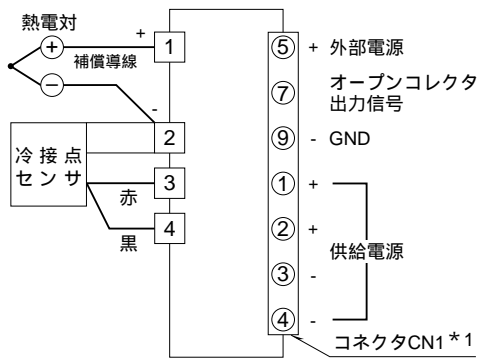 熱電対
+
+
補償導線
−
-
冷接点
センサ
赤
黒
1
2
3
4
⑤ + 外部電源
⑦ オープンコレクタ
出力信号
⑨ - GND
① +
② +
供給電源
③ -
④ -
コネクタCN1*1